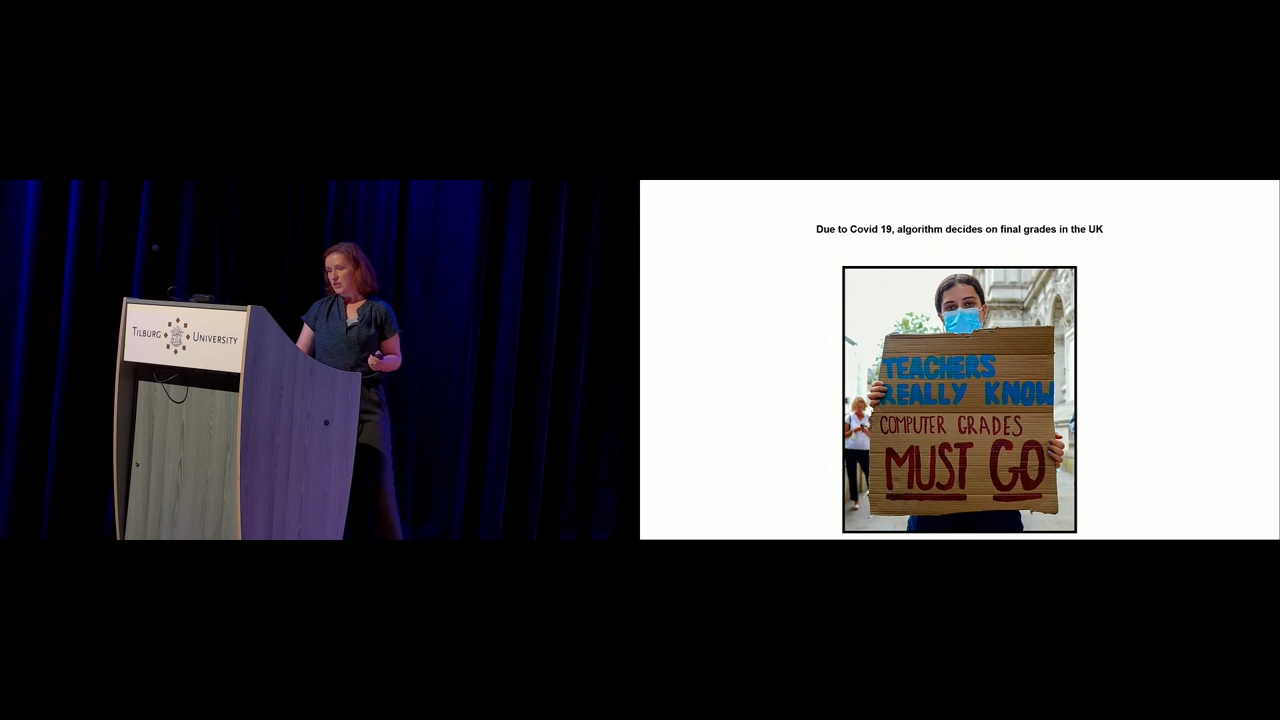 TILBURG UNIVERSITY
Due to Covid 19, algorithm decides on final grades in the UK
TEACHERS
REALLY KNOW
COMPUTER GRADES
MUST GO